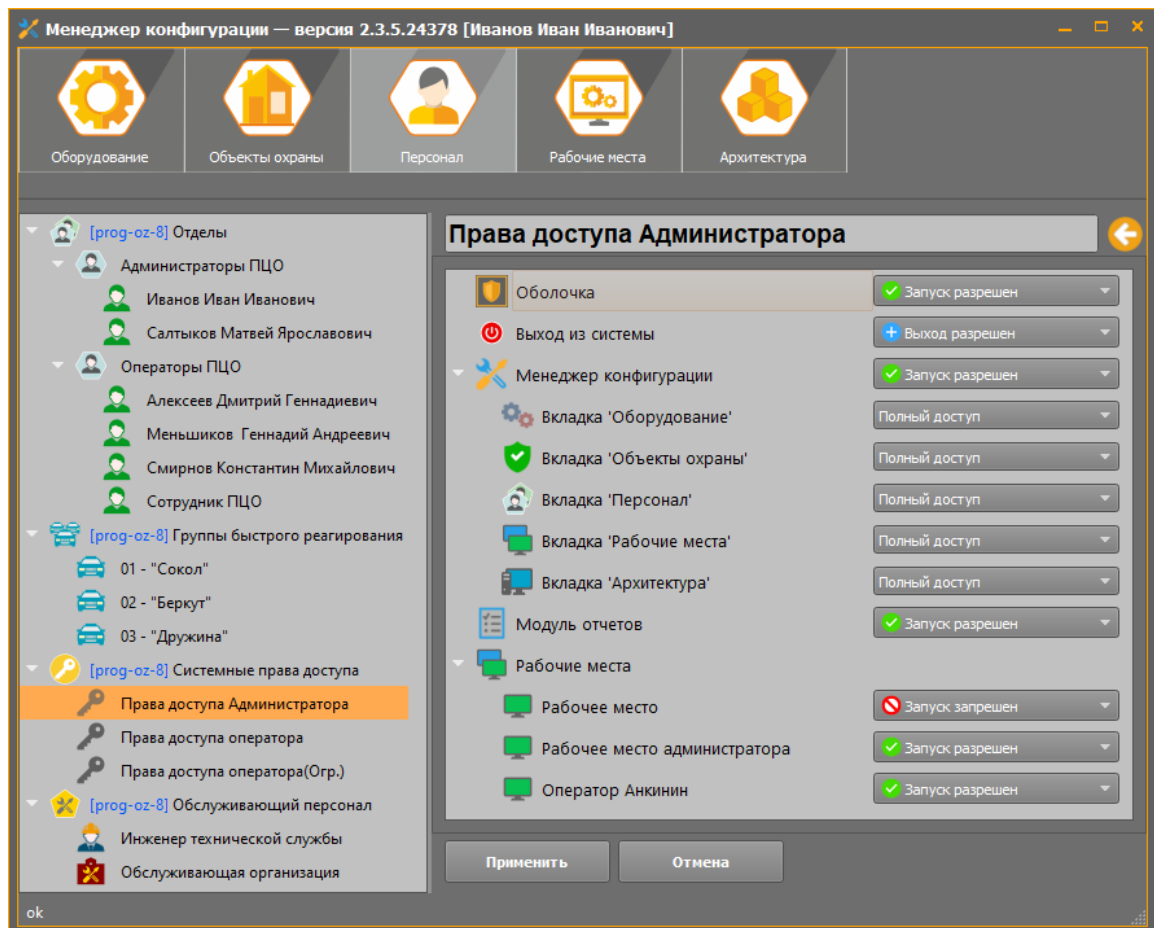 Менеджер конфигурации — версия 2.3.5.24378 [Иванов Иван Иванович]
Оборудование
Объекты охраны
Персонал
Рабочие места
Архитектура
[prog-oz-8] Отделы
Администраторы ПЦО
Иванов Иван Иванович
Салтыков Матвей Ярославович
Операторы ПЦО
Алексеев Дмитрий Геннадиевич
Меньшиков Геннадий Андреевич
Смирнов Константин Михайлович
Сотрудник ПЦО
[prog-oz-8] Группы быстрого реагирования
01 - "Сокол"
02 - "Беркут"
03 - "Дружина"
[prog-oz-8] Системные права доступа
Права доступа Администратора
Права доступа оператора
Права доступа оператора(Огр.)
[prog-oz-8] Обслуживающий персонал
Инженер технической службы
Обслуживающая организация
Права доступа Администратора
Оболочка Запуск разрешен
Выход из системы Выход разрешен
Менеджер конфигурации Запуск разрешен
Вкладка 'Оборудование' Полный доступ
Вкладка 'Объекты охраны' Полный доступ
Вкладка 'Персонал' Полный доступ
Вкладка 'Рабочие места' Полный доступ
Вкладка 'Архитектура' Полный доступ
Модуль отчетов Запуск разрешен
Рабочие места
Рабочее место Запуск запрешен
Рабочее место администратора Запуск разрешен
Оператор Анкинин Запуск разрешен
Применить
Отмена
ok